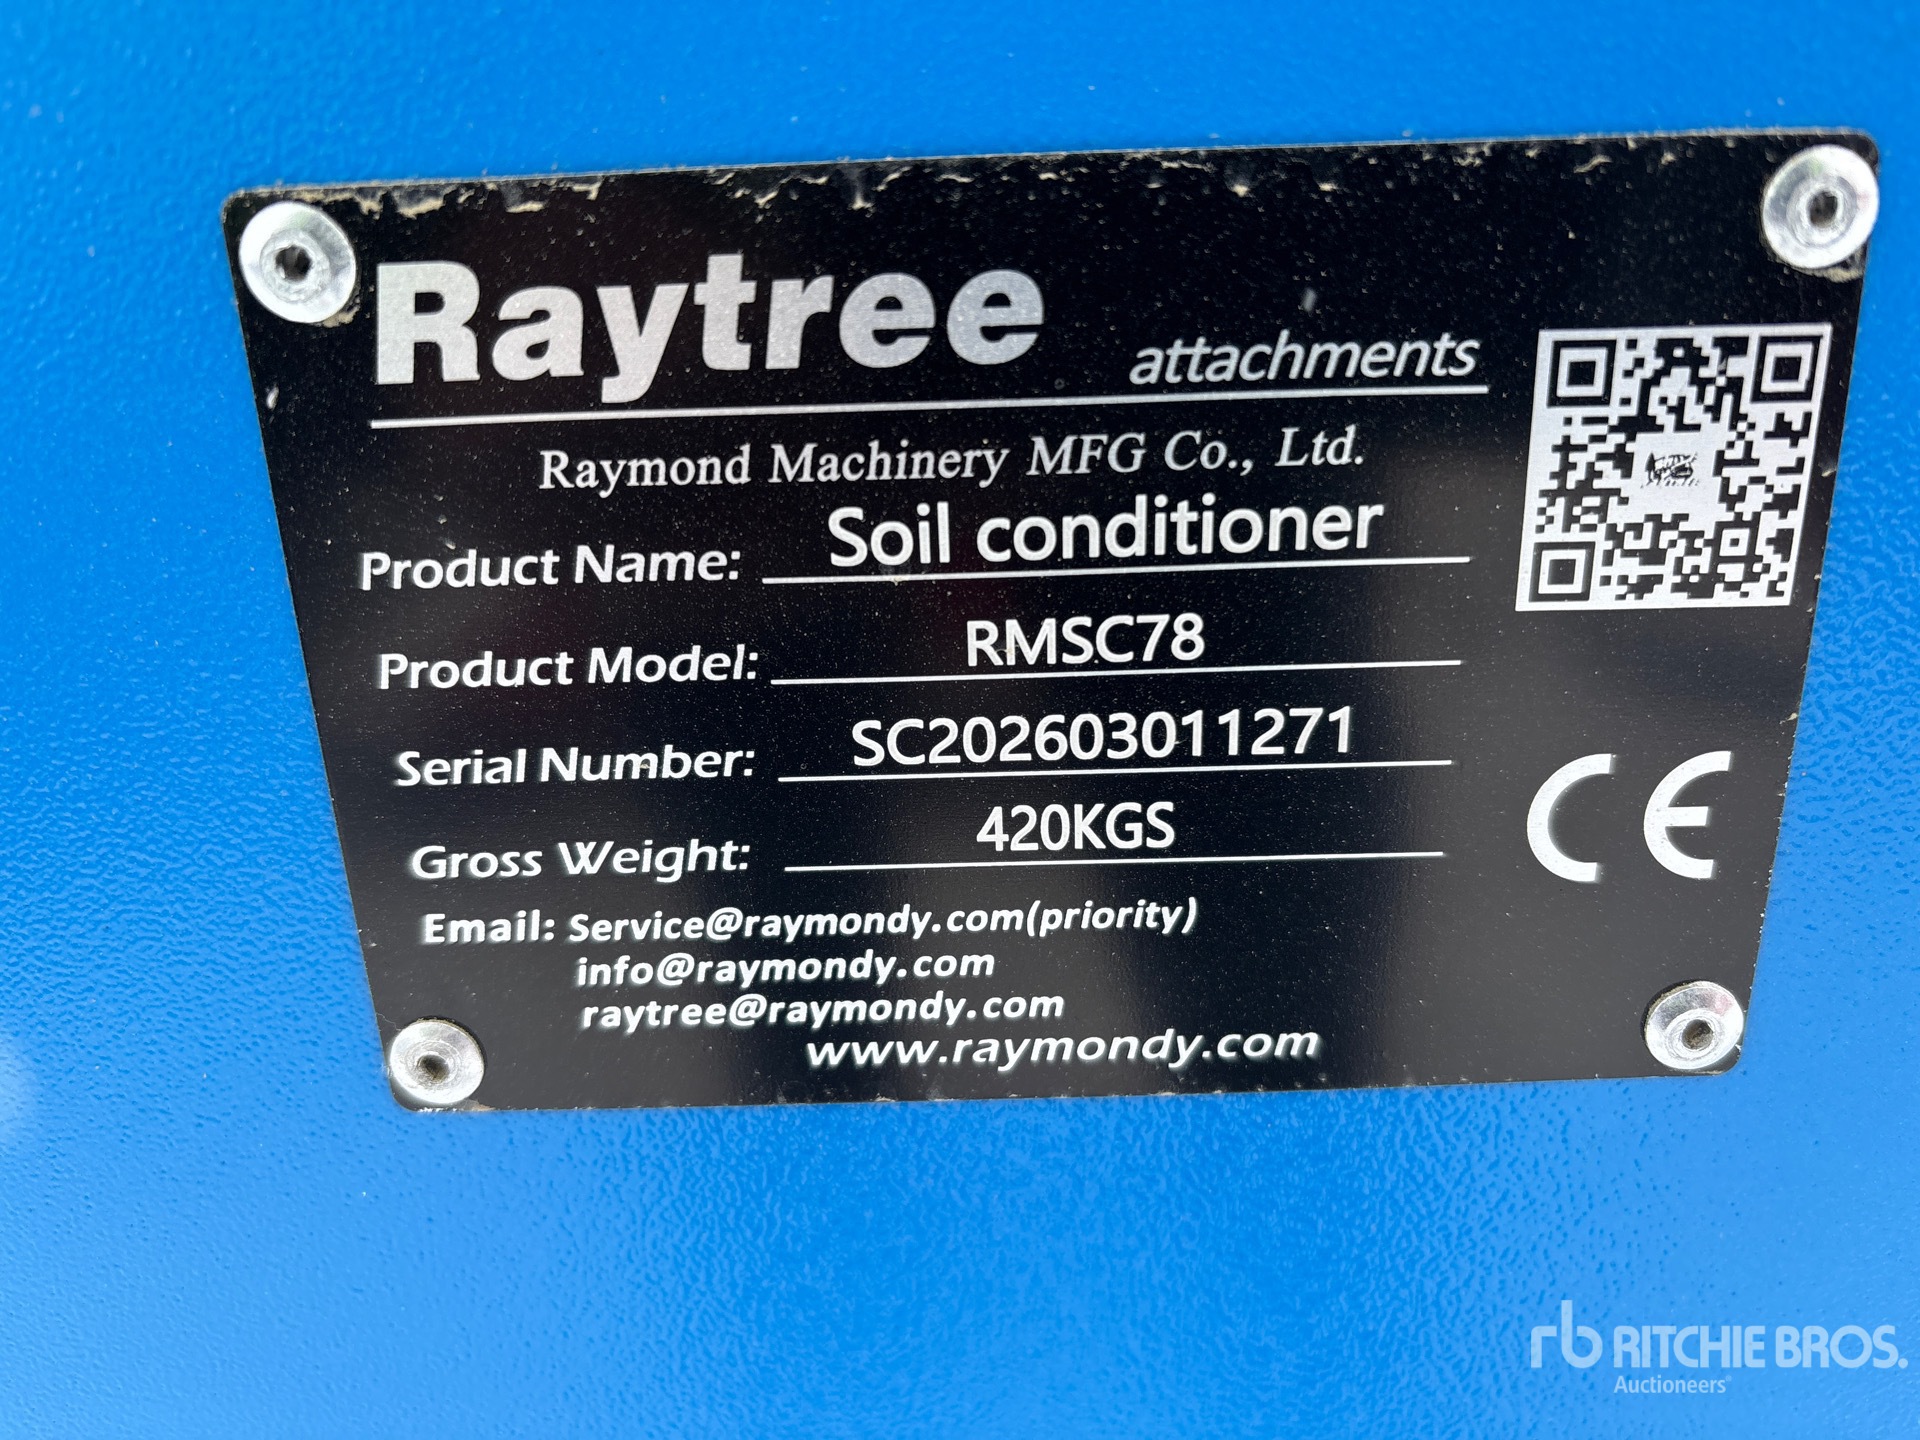 Raytree attachments
Raymond Machinery MFG Co., Ltd.
Product Name: Soil conditioner
Product Model: RMSC78
Serial Number: SC202603011271
Gross Weight: 420KGS
CE
Email: Service@raymondy.com(priority)
info@raymondy.com
raytree@raymondy.com
www.raymondy.com
rb RITCHIE BROS.
Auctioneers